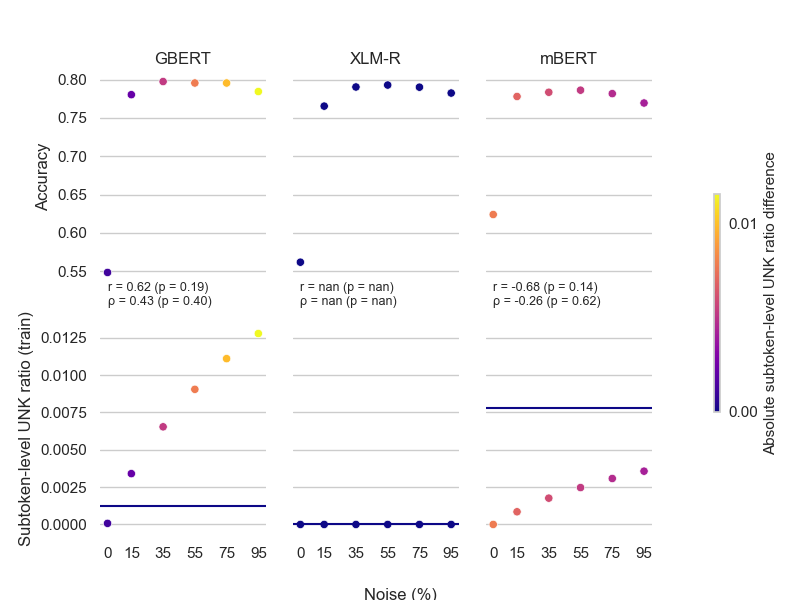 GBERT XLM-R mBERT
Accuracy
0.80
0.75
0.70
0.65
0.60
0.55
r = 0.62 (p = 0.19)
ρ = 0.43 (p = 0.40)
r = nan (p = nan)
ρ = nan (p = nan)
r = -0.68 (p = 0.14)
ρ = -0.26 (p = 0.62)
Subtoken-level UNK ratio (train)
0.0125
0.0100
0.0075
0.0050
0.0025
0.0000
0 15 35 55 75 95 0 15 35 55 75 95 0 15 35 55 75 95
Noise (%)
0.01
0.00
Absolute subtoken-level UNK ratio difference